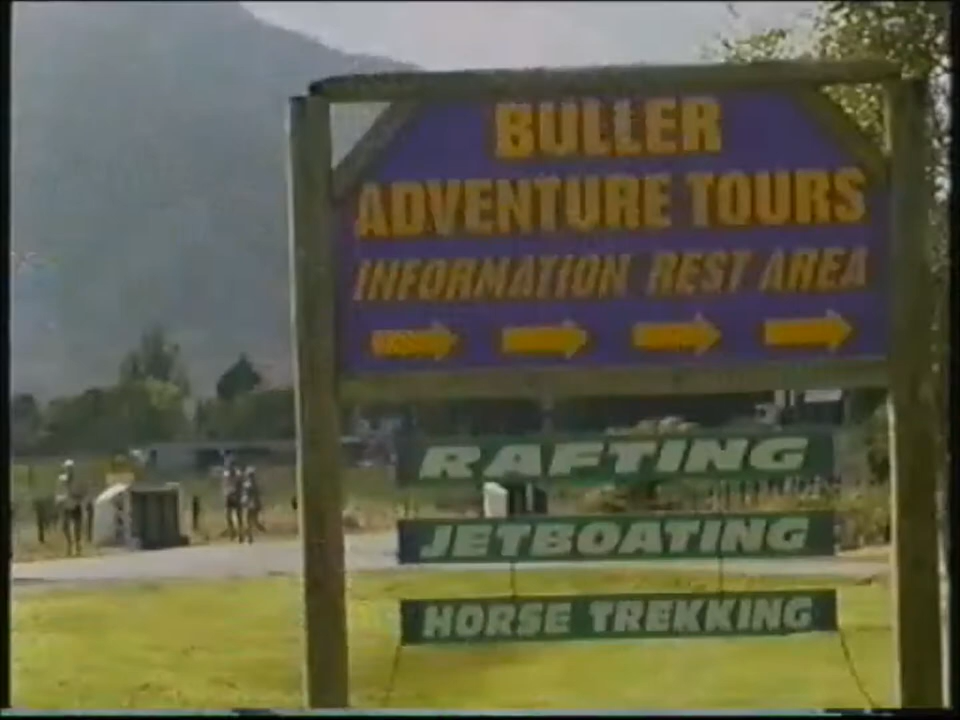 BULLER
ADVENTURE TOURS
INFORMATION REST AREA
RAFTING
JETBOATING
HORSE TREKKING